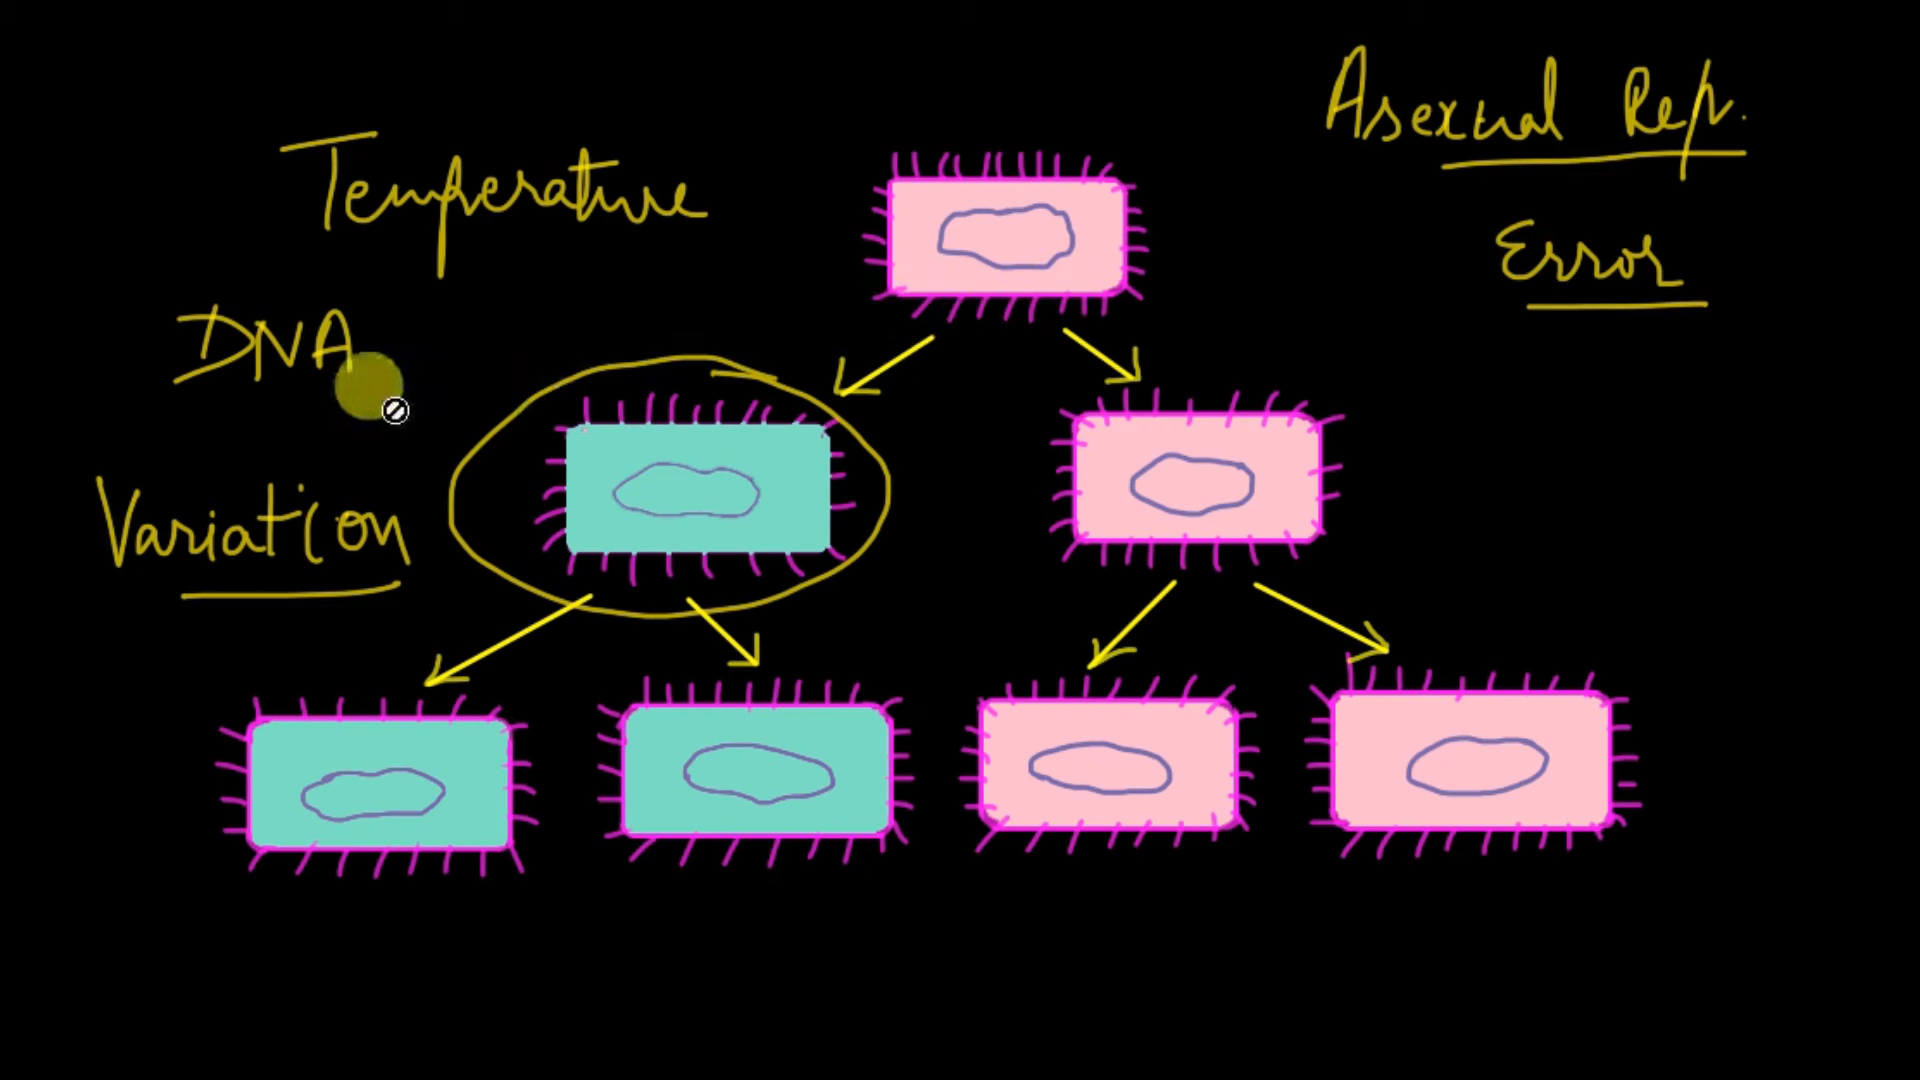 Asexual Rep.
Temperature
Error
DNA
Variation